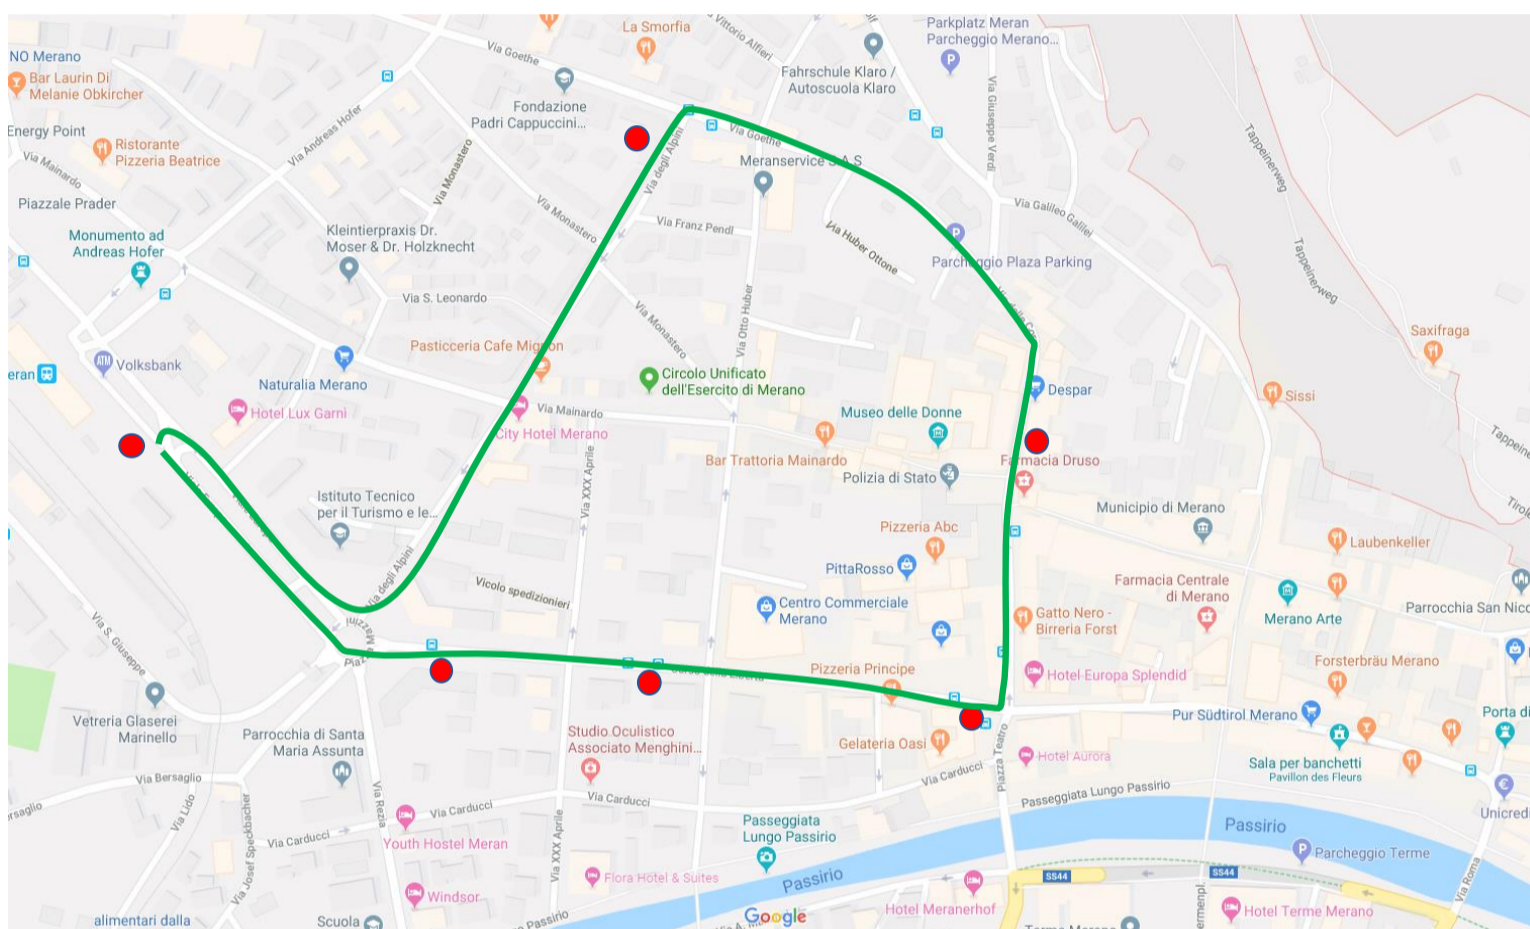 La Smorfia
Via Vittorio Alfieri
Parkplatz Meran
Parcheggio Merano...
NO Merano
Via Goethe
Bar Laurin Di
Melanie Obkircher
Fahrschule Klaro /
Autoscuola Klaro
Fondazione
Padri Cappuccini...
Via Giuseppe Verdi
Energy Point
Via Andreas Hofer
Via Goethe
Tappeinerweg
Ristorante
Pizzeria Beatrice
Via Mainardo
Via degli Alpini
Meranservice S.A.S
Via Monastero
Piazzale Prader
Via Monastero
Via Franz Pendl
Via Galileo Galilei
Monumento ad
Andreas Hofer
Kleintierpraxis Dr.
Moser & Dr. Holzknecht
Via Huber Ottone
Parcheggio Plaza Parking
Tappeinerweg
Via S. Leonardo
Via Monastero
Via Otto Huber
Saxifraga
Pasticceria Cafe Mignon
ATM
Volksbank
eran
Naturalia Merano
Circolo Unificato
dell'Esercito di Merano
Despar
Sissi
Hotel Lux Garni
Via Mainardo
City Hotel Merano
Museo delle Donne
Tappeine
Bar Trattoria Mainardo
Farmacia Druso
Via XXX Aprile
Polizia di Stato
Istituto Tecnico
per il Turismo e le...
Municipio di Merano
Tirole
Pizzeria Abc
Laubenkeller
Via degli Alpini
Vicolo spedizionieri
PittaRosso
Farmacia Centrale
di Merano
Centro Commerciale
Merano
Gatto Nero -
Birreria Forst
Merano Arte
Parrocchia San Nico
Via S. Giuseppe
Piazza Mazzini
Pizzeria Principe
Hotel Europa Splendid
Forsterbräu Merano
Vetreria Glaserei
Marinello
Parrocchia di Santa
Maria Assunta
Studio Oculistico
Associato Menghini...
Gelateria Oasi
Pur Südtirol Merano
Porta di
Piazza Teatro
Hotel Aurora
Sala per banchetti
Pavillon des Fleurs
Via Bersaglio
Via Carducci
Via Carducci
Passeggiata Lungo Passirio
Unicredi
ersaglio
Via Lido
Via Rezia
Via Carducci
Via Carducci
Youth Hostel Meran
Passeggiata
Lungo Passirio
Passirio
Parcheggio Terme
Via Josef Speckbacher
Via XXX Aprile
Flora Hotel & Suites
Passirio
SS44
SS44
Via Roma
Windsor
Hotel Meranerhof
Hotel Terme Merano
alimentari dalla
Scuola
Passirio
Google
Terme Merano
ermenpl.